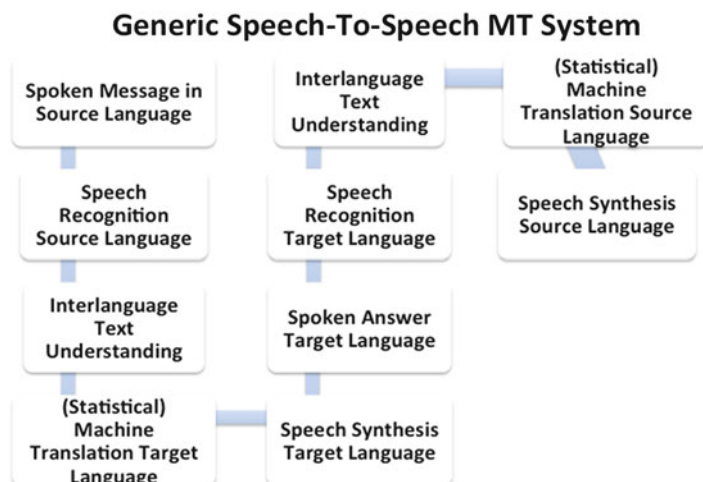 Generic Speech-To-Speech MT System
Spoken Message in
Source Language
Speech
Recognition
Source Language
Interlanguage
Text
Understanding
(Statistical)
Machine
Translation Target
Language
Speech Synthesis
Target Language
Spoken Answer
Target Language
Speech
Recognition
Target Language
Interlanguage
Text
Understanding
(Statistical)
Machine
Translation Source
Language
Speech Synthesis
Source Language